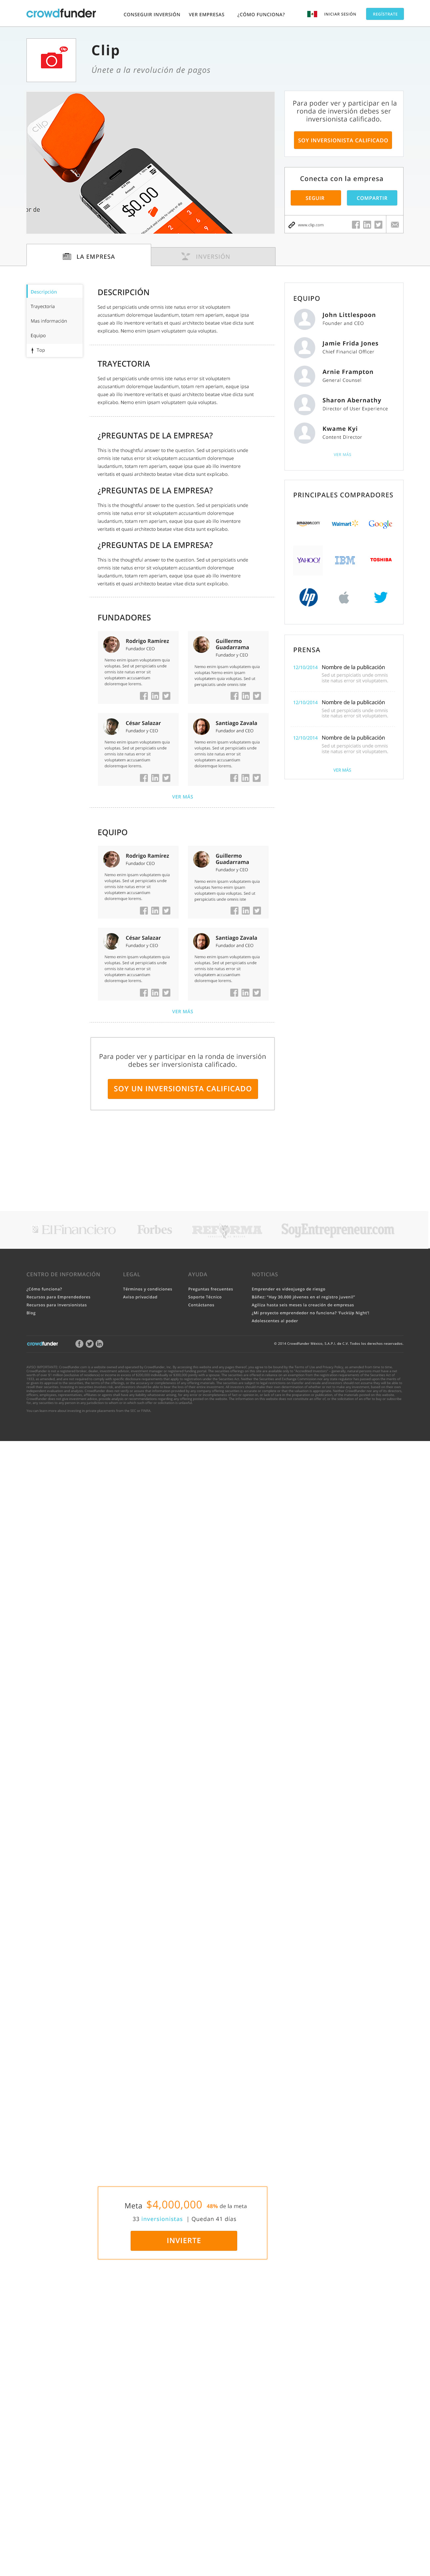 crowdfunder
CONSEGUIR INVERSIÓN
VER EMPRESAS
¿CÓMO FUNCIONA?
INICIAR SESIÓN
REGÍSTRATE
Clip
Únete a la revolución de pagos
or de
clip
$0.00
Para poder ver y participar en la
ronda de inversión debes ser
inversionista calificado.
SOY INVERSIONISTA CALIFICADO
Conecta con la empresa
SEGUIR
COMPARTIR
www.clip.com
LA EMPRESA
INVERSIÓN
Descripción
Trayectoria
Mas información
Equipo
Top
DESCRIPCIÓN
Sed ut perspiciatis unde omnis iste natus error sit voluptatem
accusantium doloremque laudantium, totam rem aperiam, eaque ipsa
quae ab illo inventore veritatis et quasi architecto beatae vitae dicta sunt
explicabo. Nemo enim ipsam voluptatem quia voluptas.
TRAYECTORIA
Sed ut perspiciatis unde omnis iste natus error sit voluptatem
accusantium doloremque laudantium, totam rem aperiam, eaque ipsa
quae ab illo inventore veritatis et quasi architecto beatae vitae dicta sunt
explicabo. Nemo enim ipsam voluptatem quia voluptas.
¿PREGUNTAS DE LA EMPRESA?
This is the thoughtful answer to the question. Sed ut perspiciatis unde
omnis iste natus error sit voluptatem accusantium doloremque
laudantium, totam rem aperiam, eaque ipsa quae ab illo inventore
veritatis et quasi architecto beatae vitae dicta sunt explicabo.
¿PREGUNTAS DE LA EMPRESA?
This is the thoughtful answer to the question. Sed ut perspiciatis unde
omnis iste natus error sit voluptatem accusantium doloremque
laudantium, totam rem aperiam, eaque ipsa quae ab illo inventore
veritatis et quasi architecto beatae vitae dicta sunt explicabo.
¿PREGUNTAS DE LA EMPRESA?
This is the thoughtful answer to the question. Sed ut perspiciatis unde
omnis iste natus error sit voluptatem accusantium doloremque
laudantium, totam rem aperiam, eaque ipsa quae ab illo inventore
veritatis et quasi architecto beatae vitae dicta sunt explicabo.
FUNDADORES
Rodrigo Ramírez
Fundador CEO
Nemo enim ipsam voluptatem quia
voluptas. Sed ut perspiciatis unde
omnis iste natus error sit
voluptatem accusantium
doloremque lorems.
Guillermo
Guadarrama
Fundador y CEO
Nemo enim ipsam voluptatem quia
voluptas Nemo enim ipsam
voluptatem quia voluptas. Sed ut
perspiciatis unde omnis iste
César Salazar
Fundador y CEO
Nemo enim ipsam voluptatem quia
voluptas. Sed ut perspiciatis unde
omnis iste natus error sit
voluptatem accusantium
doloremque lorems.
Santiago Zavala
Fundador and CEO
Nemo enim ipsam voluptatem quia
voluptas. Sed ut perspiciatis unde
omnis iste natus error sit
voluptatem accusantium
doloremque lorems.
VER MÁS
EQUIPO
Rodrigo Ramírez
Fundador CEO
Nemo enim ipsam voluptatem quia
voluptas. Sed ut perspiciatis unde
omnis iste natus error sit
voluptatem accusantium
doloremque lorems.
Guillermo
Guadarrama
Fundador y CEO
Nemo enim ipsam voluptatem quia
voluptas Nemo enim ipsam
voluptatem quia voluptas. Sed ut
perspiciatis unde omnis iste
César Salazar
Fundador y CEO
Nemo enim ipsam voluptatem quia
voluptas. Sed ut perspiciatis unde
omnis iste natus error sit
voluptatem accusantium
doloremque lorems.
Santiago Zavala
Fundador and CEO
Nemo enim ipsam voluptatem quia
voluptas. Sed ut perspiciatis unde
omnis iste natus error sit
voluptatem accusantium
doloremque lorems.
VER MÁS
Para poder ver y participar en la ronda de inversión
debes ser inversionista calificado.
SOY UN INVERSIONISTA CALIFICADO
EQUIPO
John Littlespoon
Founder and CEO
Jamie Frida Jones
Chief Financial Officer
Arnie Frampton
General Counsel
Sharon Abernathy
Director of User Experience
Kwame Kyi
Content Director
VER MÁS
PRINCIPALES COMPRADORES
amazon.com
Walmart
Google
YAHOO!
IBM
TOSHIBA
hp
PRENSA
12/10/2014 Nombre de la publicación
Sed ut perspiciatis unde omnis
iste natus error sit voluptatem.
12/10/2014 Nombre de la publicación
Sed ut perspiciatis unde omnis
iste natus error sit voluptatem.
12/10/2014 Nombre de la publicación
Sed ut perspiciatis unde omnis
iste natus error sit voluptatem.
VER MÁS
El Financiero
Forbes
REFORMA
SoyEntrepreneur.com
CENTRO DE INFORMACIÓN
¿Cómo funciona?
Recursos para Emprendedores
Recursos para Inversionistas
Blog
LEGAL
Términos y condiciones
Aviso privacidad
AYUDA
Preguntas frecuentes
Soporte Técnico
Contáctanos
NOTICIAS
Emprender es videojuego de riesgo
Báñez: "Hay 30.600 jóvenes en el registro juvenil"
Agiliza hasta seis meses la creación de empresas
¿Mi proyecto emprendedor no funciona? 'FuckUp Night'!
Adolescentes al poder
crowdfunder
© 2014 Crowdfunder México, S.A.P.I. de C.V. Todos los derechos reservados.
Meta $4,000,000 48% de la meta
33 inversionistas | Quedan 41 días
INVIERTE